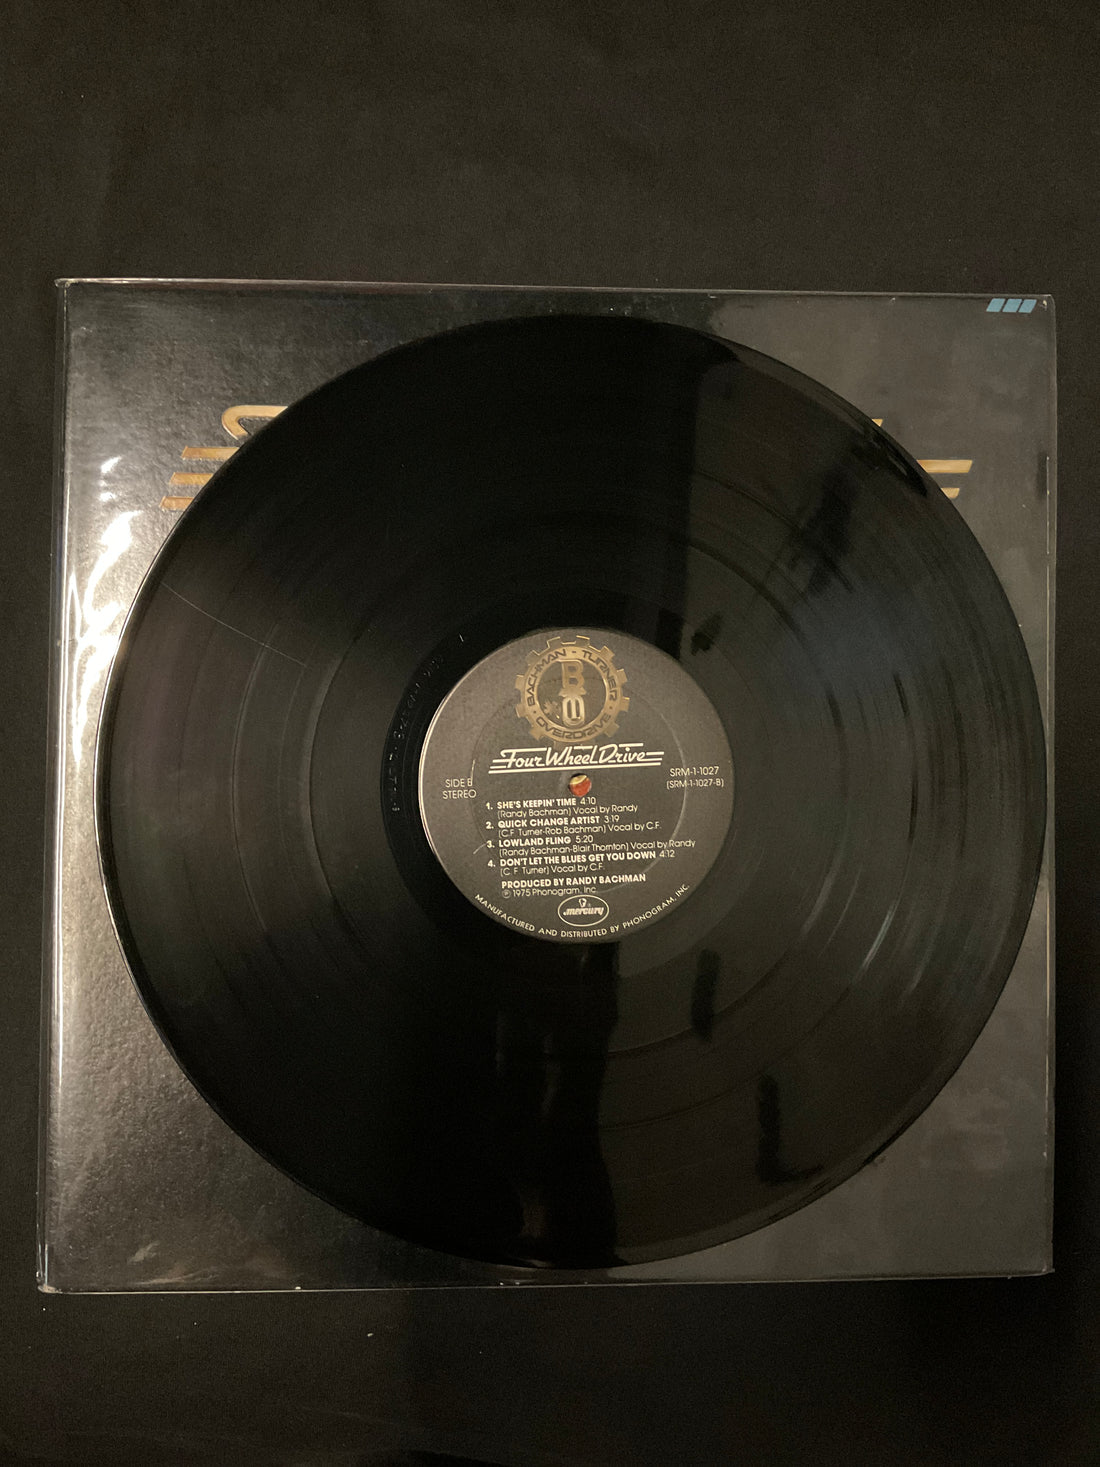 BACHMAN · TURNER
· OVERDRIVE ·
B
Four Wheel Drive
SIDE B
STEREO
SRM-1-1027
(SRM-1-1027-B)
1. SHE'S KEEPIN' TIME 4:10
(Randy Bachman) Vocal by Randy
2. QUICK CHANGE ARTIST 3:19
(C.F. Turner-Rob Bachman) Vocal by C.F.
3. LOWLAND FLING 5:20
(Randy Bachman-Blair Thornton) Vocal by Randy
4. DON'T LET THE BLUES GET YOU DOWN 4:12
(C. F. Turner) Vocal by C.F.
PRODUCED BY RANDY BACHMAN
℗ 1975 Phonogram, Inc
mercury
MANUFACTURED AND DISTRIBUTED BY PHONOGRAM, INC.